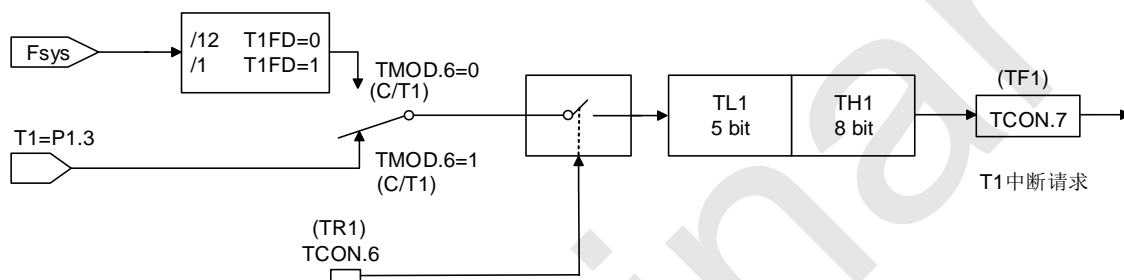 Fsys
/12 T1FD=0
/1 T1FD=1
TMOD.6=0
(C/T1)
T1=P1.3
TMOD.6=1
(C/T1)
(TR1)
TCON.6
TL1
5 bit
TH1
8 bit
(TF1)
TCON.7
T1中断请求
inar